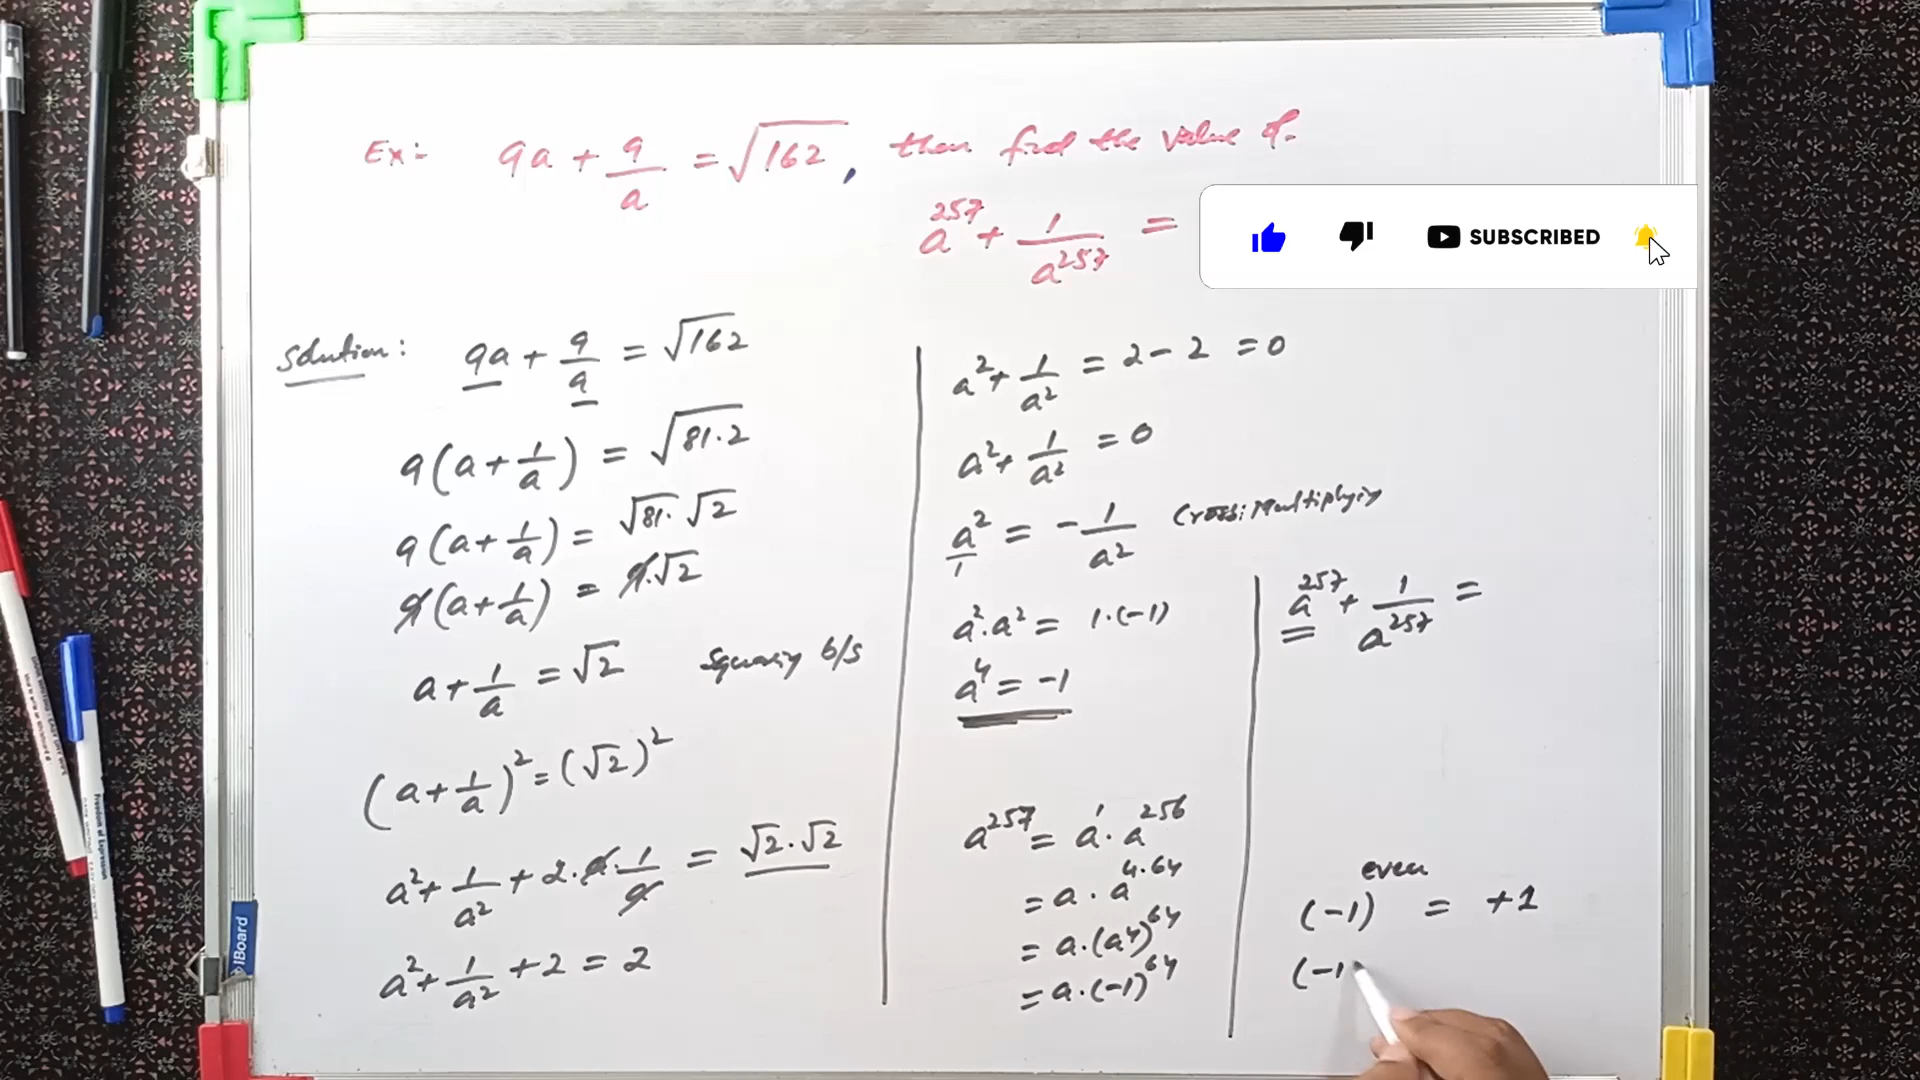 Ex:- 9a + 9/a = √162, then find the value of.
a^257 + 1/a^257 =
SUBSCRIBED
Solution: 9a + 9/a = √162
9(a + 1/a) = √81.2
9(a + 1/a) = √81.√2
9(a + 1/a) = 9.√2
a + 1/a = √2 Squaring b/s
(a + 1/a)^2 = (√2)^2
a^2 + 1/a^2 + 2.a.1/a = √2.√2
a^2 + 1/a^2 + 2 = 2
a^2 + 1/a^2 = 2 - 2 = 0
a^2 + 1/a^2 = 0
a^2/1 = -1/a^2 Cross: Multiplying
a^2.a^2 = 1.(-1)
a^4 = -1
a^257 = a^1.a^256
= a.a^4.64
= a.(a^4)^64
= a.(-1)^64
a^257 + 1/a^257 =
(-1)^even = +1
(-1
iBoard